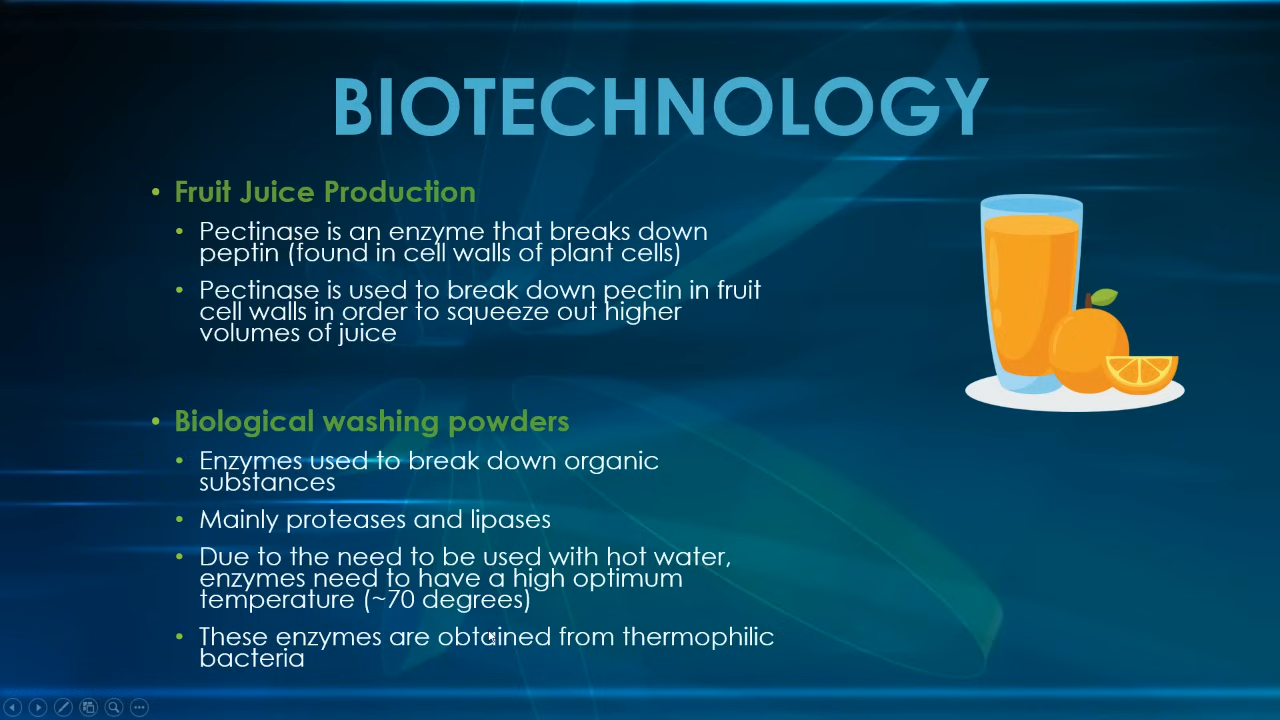 BIOTECHNOLOGY
• Fruit Juice Production
• Pectinase is an enzyme that breaks down
peptin (found in cell walls of plant cells)
• Pectinase is used to break down pectin in fruit
cell walls in order to squeeze out higher
volumes of juice
• Biological washing powders
• Enzymes used to break down organic
substances
• Mainly proteases and lipases
• Due to the need to be used with hot water,
enzymes need to have a high optimum
temperature (~70 degrees)
• These enzymes are obtained from thermophilic
bacteria